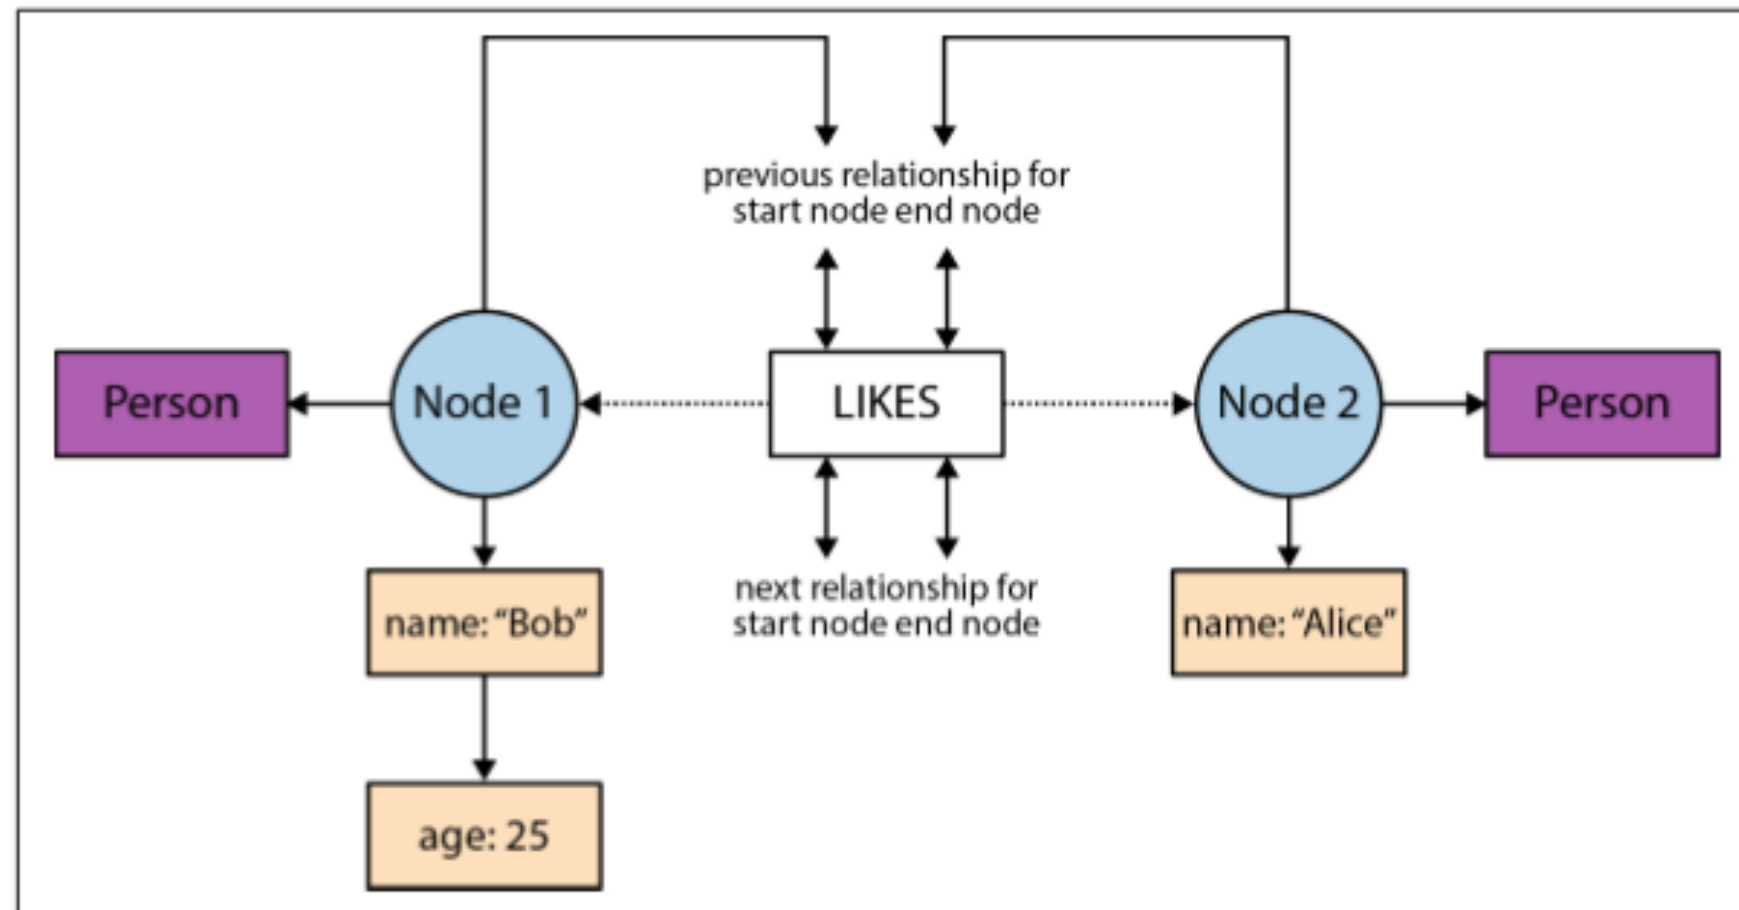 previous relationship for
start node end node
Person
Node 1
LIKES
Node 2
Person
name: “Bob”
next relationship for
start node end node
name: “Alice”
age: 25